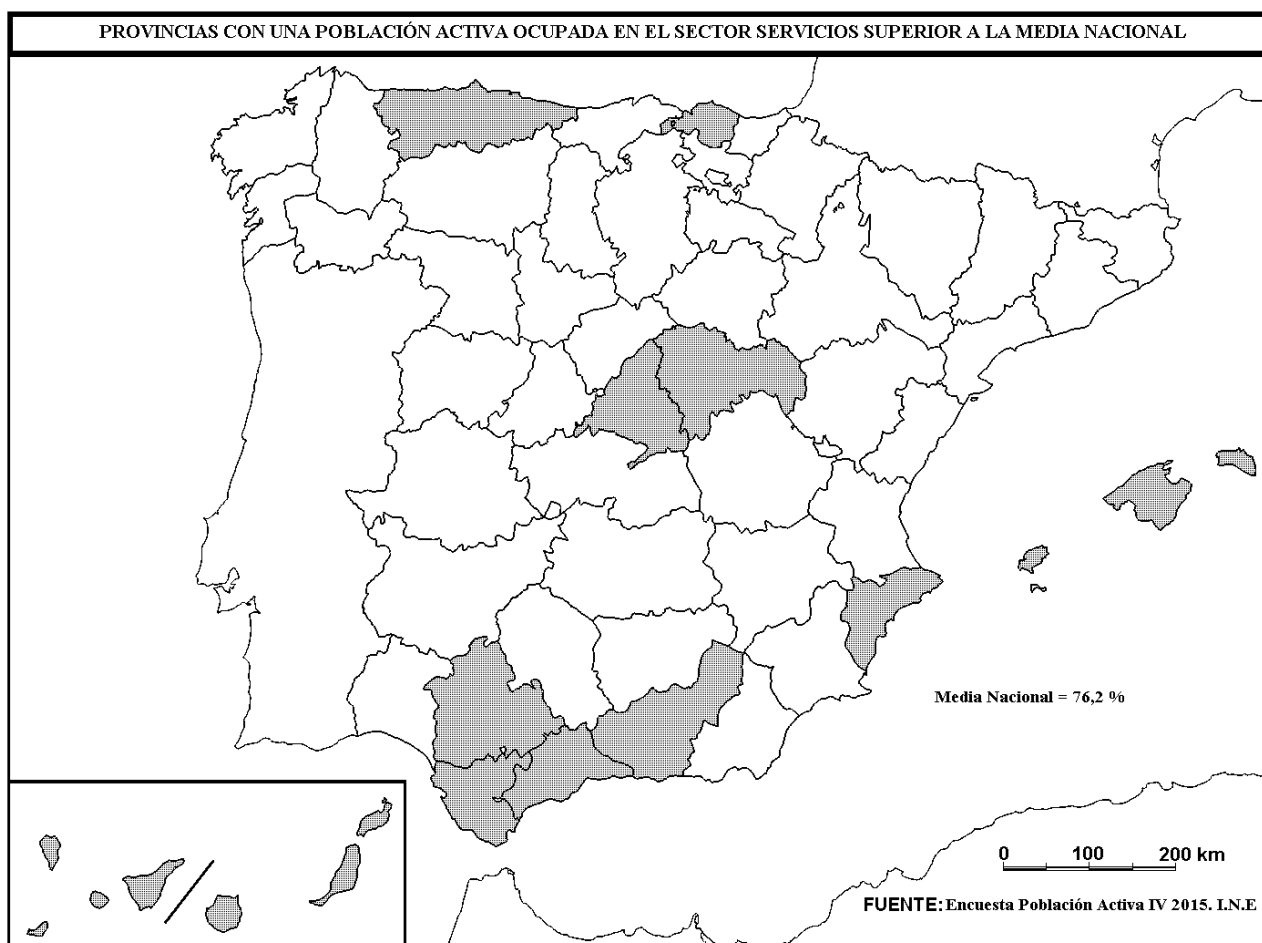 PROVINCIAS CON UNA POBLACIÓN ACTIVA OCUPADA EN EL SECTOR SERVICIOS SUPERIOR A LA MEDIA NACIONAL
Media Nacional = 76,2 %
0 100 200 km
FUENTE: Encuesta Población Activa IV 2015. I.N.E